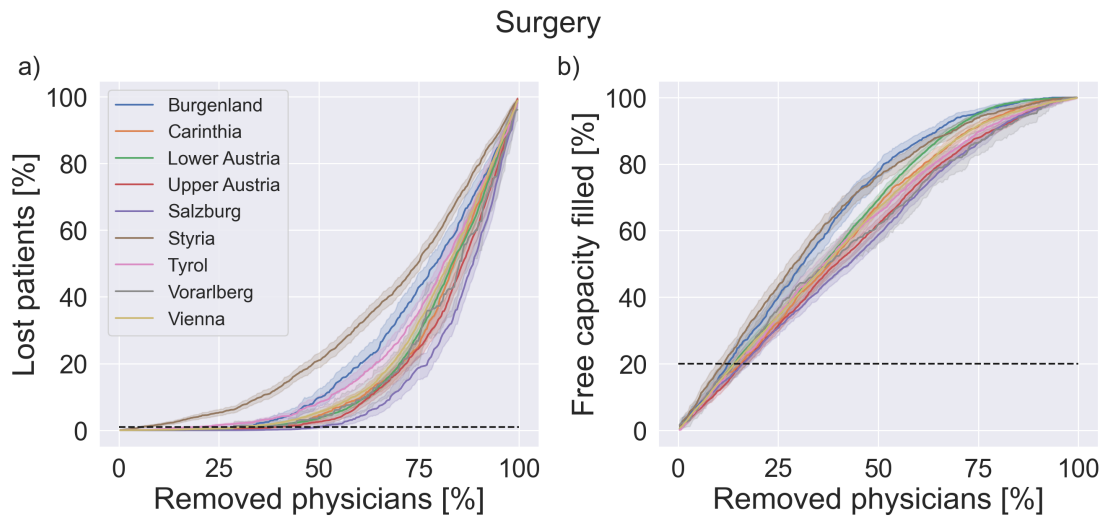 Surgery
a)
Lost patients [%]
100
80
60
40
20
0
Burgenland
Carinthia
Lower Austria
Upper Austria
Salzburg
Styria
Tyrol
Vorarlberg
Vienna
0 25 50 75 100
Removed physicians [%]
b)
Free capacity filled [%]
100
80
60
40
20
0
0 25 50 75 100
Removed physicians [%]